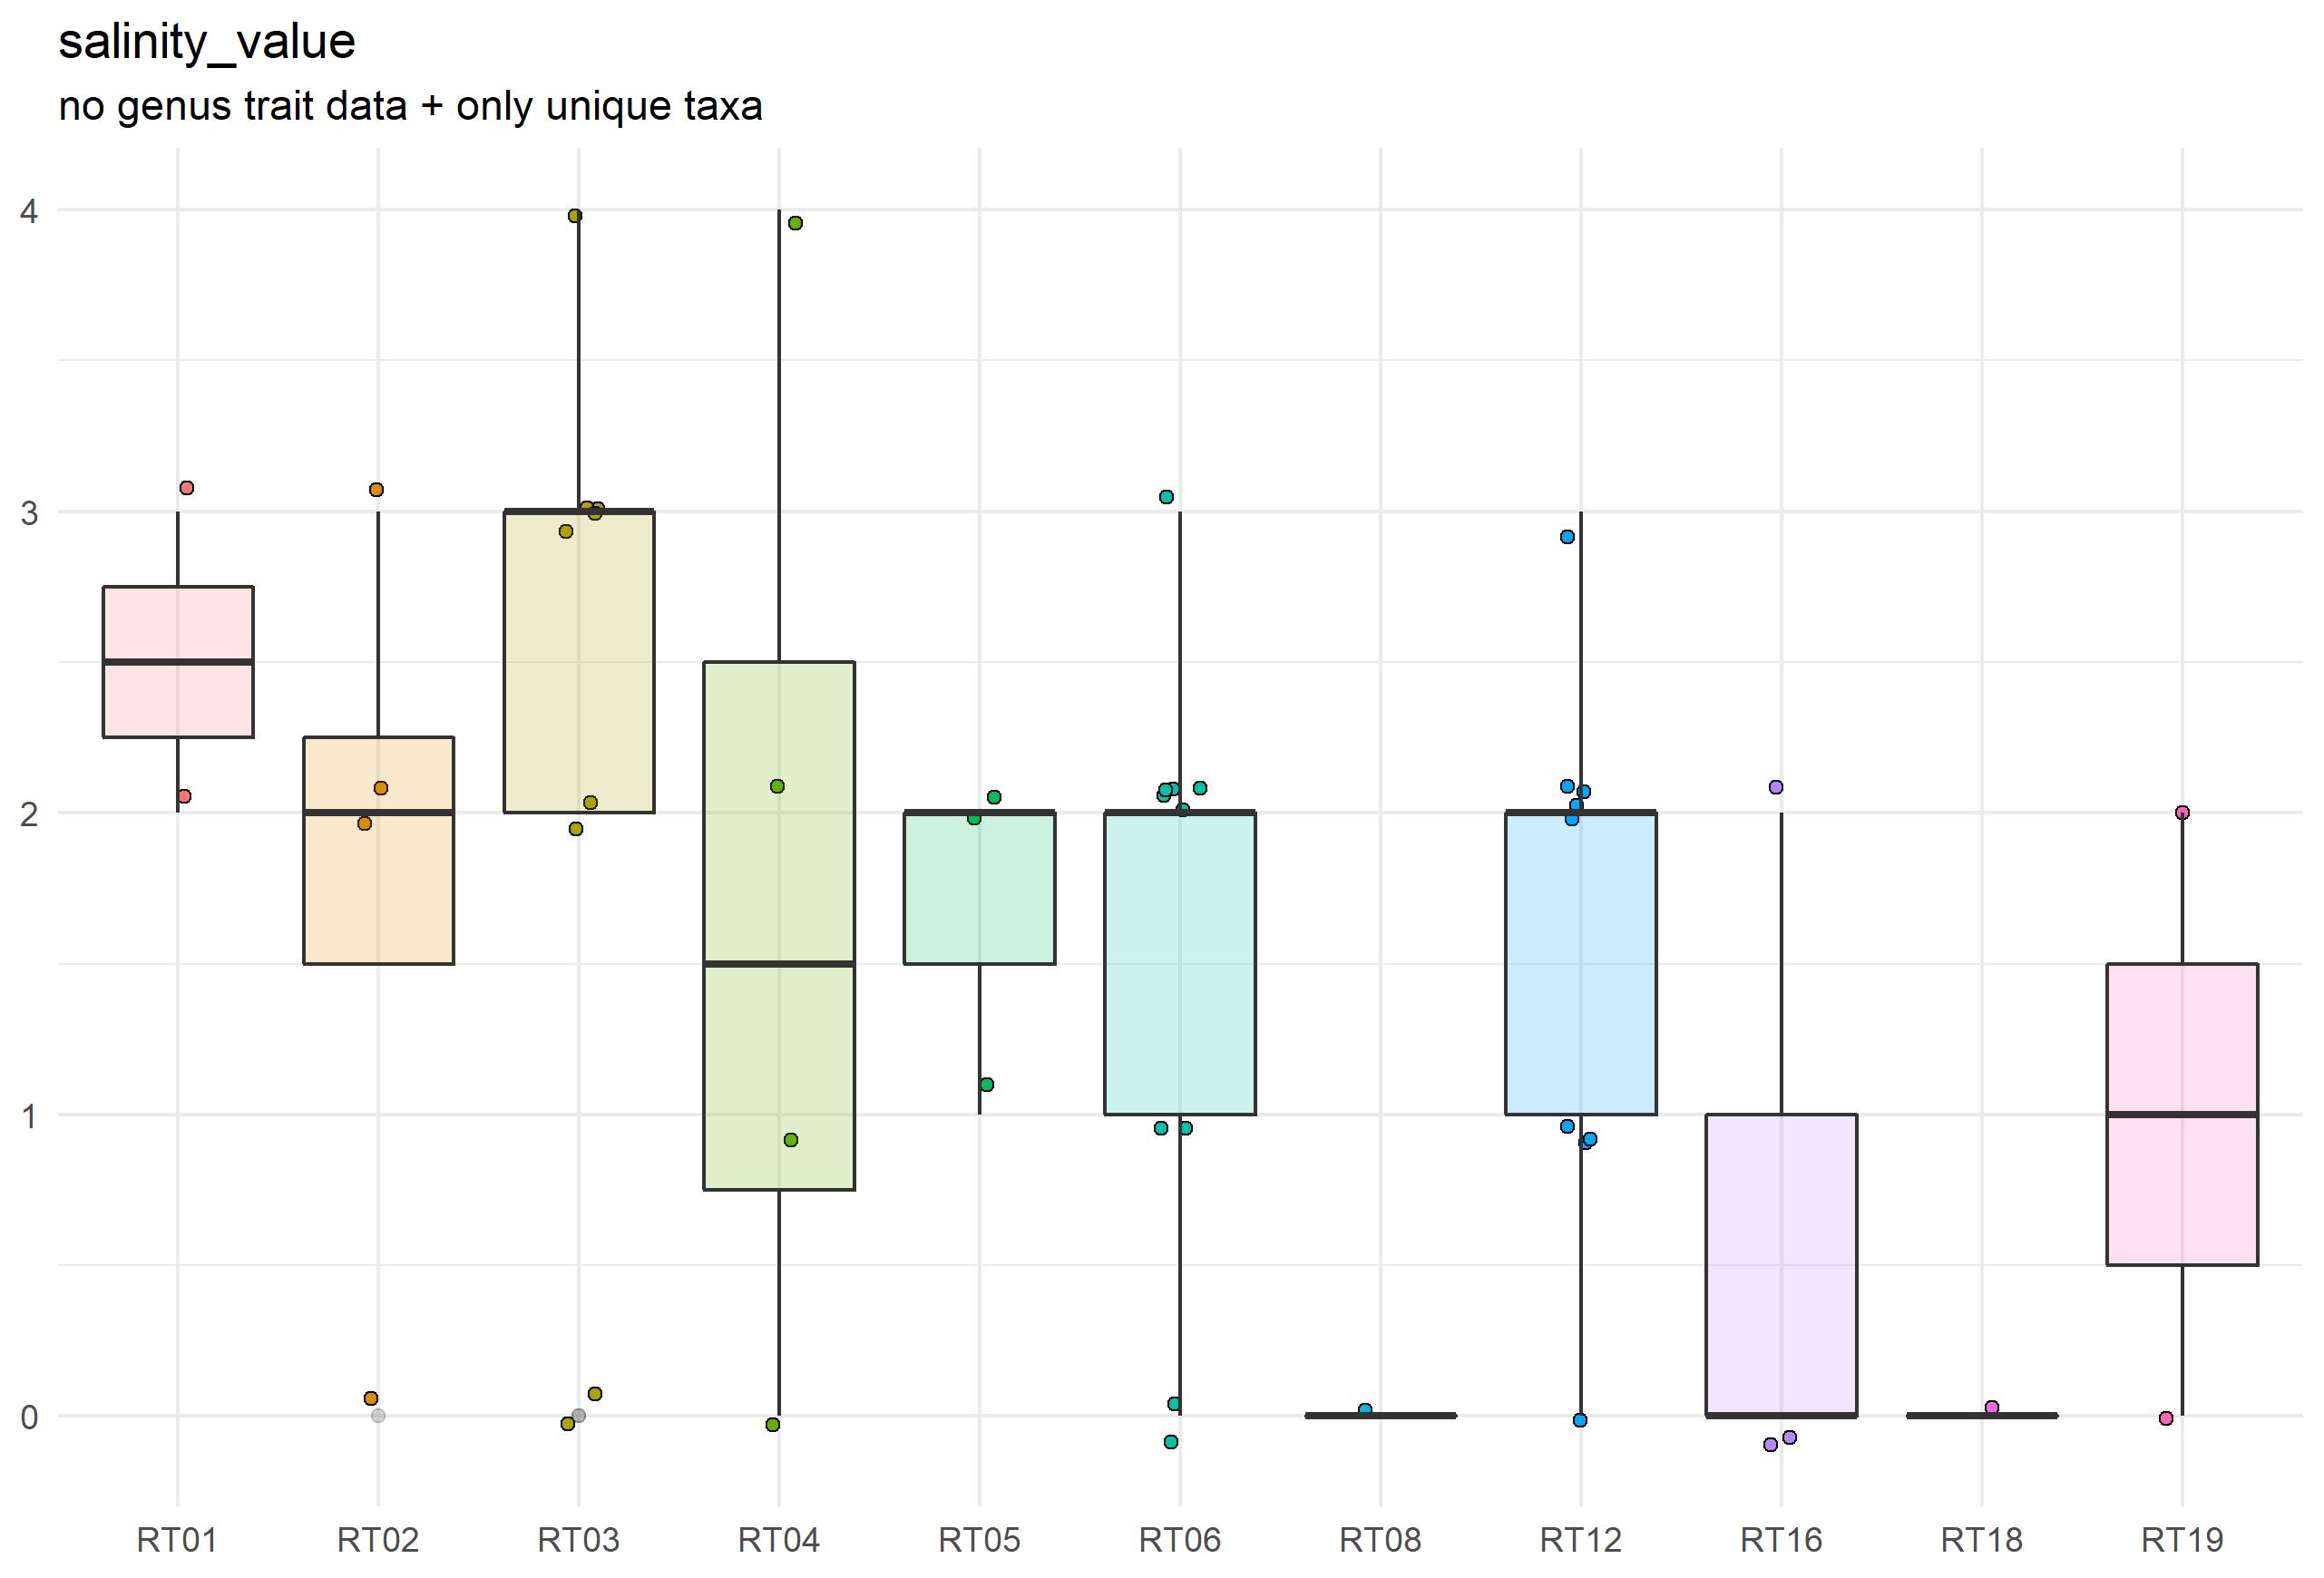 salinity_value
no genus trait data + only unique taxa
4
3
2
1
0
RT01 RT02 RT03 RT04 RT05 RT06 RT08 RT12 RT16 RT18 RT19